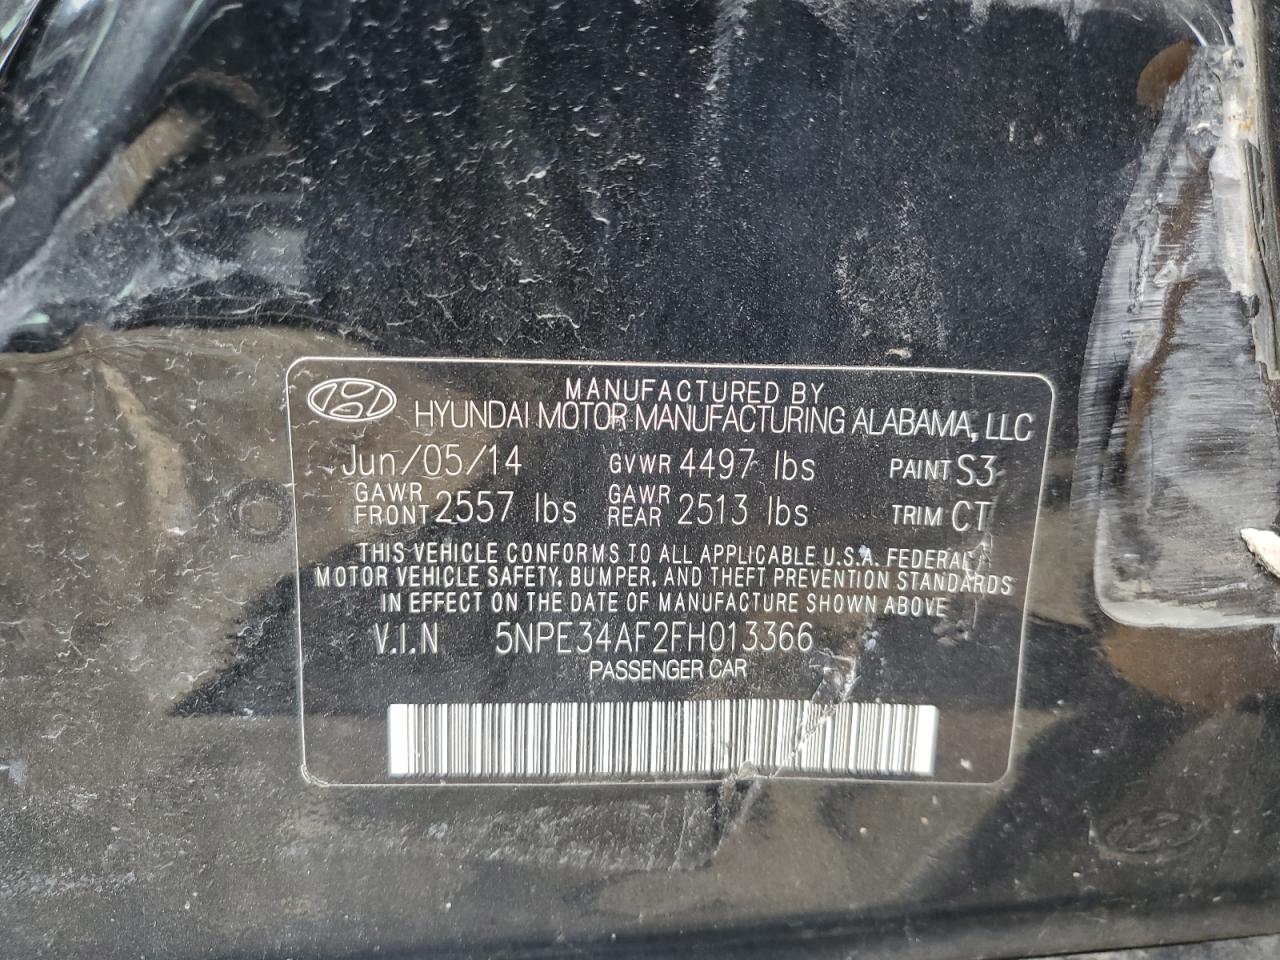 MANUFACTURED BY
HYUNDAI MOTOR MANUFACTURING ALABAMA, LLC
Jun/05/14 GVWR 4497 lbs PAINT S3
GAWR FRONT 2557 lbs GAWR REAR 2513 lbs TRIM CT
THIS VEHICLE CONFORMS TO ALL APPLICABLE U.S.A. FEDERAL
MOTOR VEHICLE SAFETY, BUMPER, AND THEFT PREVENTION STANDARDS
IN EFFECT ON THE DATE OF MANUFACTURE SHOWN ABOVE
V.I.N 5NPE34AF2FH013366
PASSENGER CAR